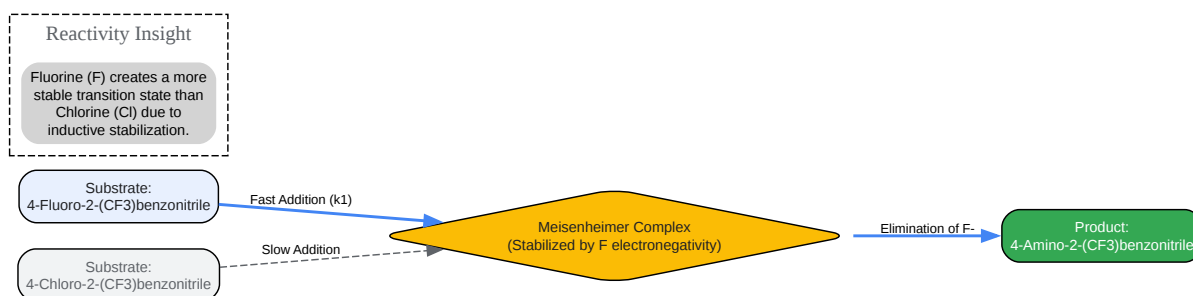 Reactivity Insight
Fluorine (F) creates a more
stable transition state than
Chlorine (Cl) due to
inductive stabilization.
Substrate:
4-Fluoro-2-(CF3)benzonitrile
Fast Addition (k1)
Slow Addition
Substrate:
4-Chloro-2-(CF3)benzonitrile
Meisenheimer Complex
(Stabilized by F electronegativity)
Elimination of F-
Product:
4-Amino-2-(CF3)benzonitrile